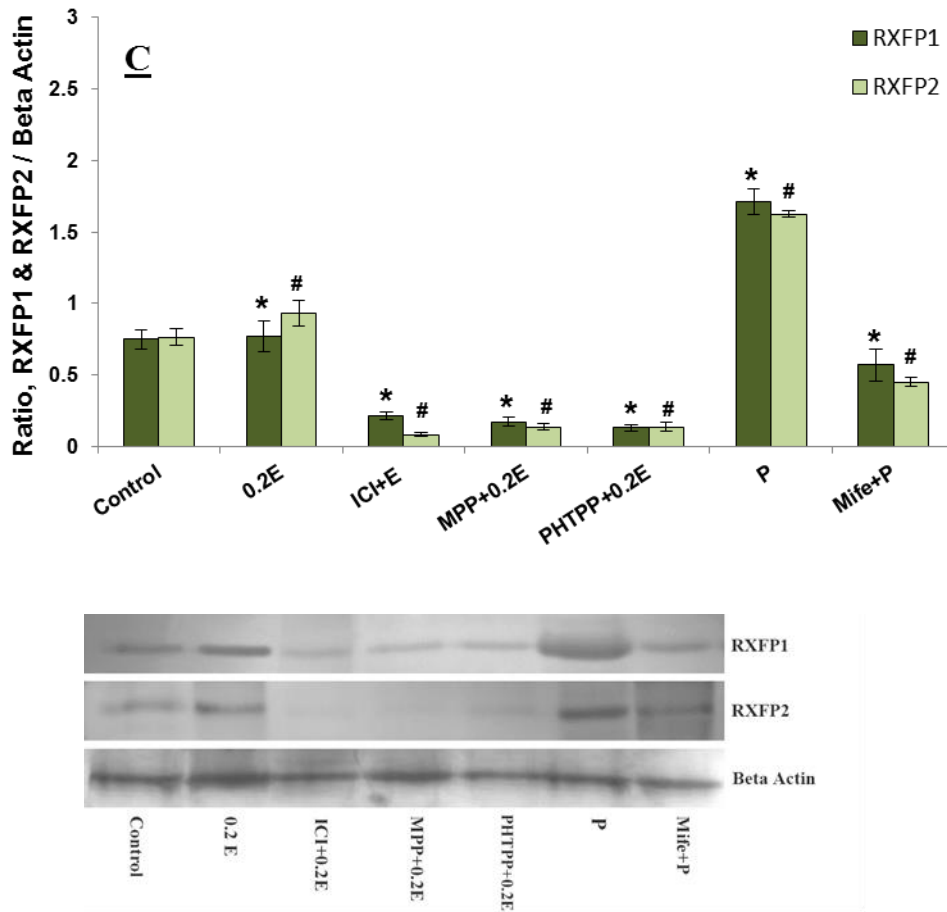 Ratio, RXFP1 & RXFP2 / Beta Actin
3
2.5
2
1.5
1
0.5
0
C
RXFP1
RXFP2
* #
* #
* #
* #
* #
* #
Control
0.2E
ICI+E
MPP+0.2E
PHTPP+0.2E
P
Mife+P
RXFP1
RXFP2
Beta Actin
Control
0.2 E
ICI+0.2E
MPP+0.2E
PHTPP+0.2E
P
Mife+P